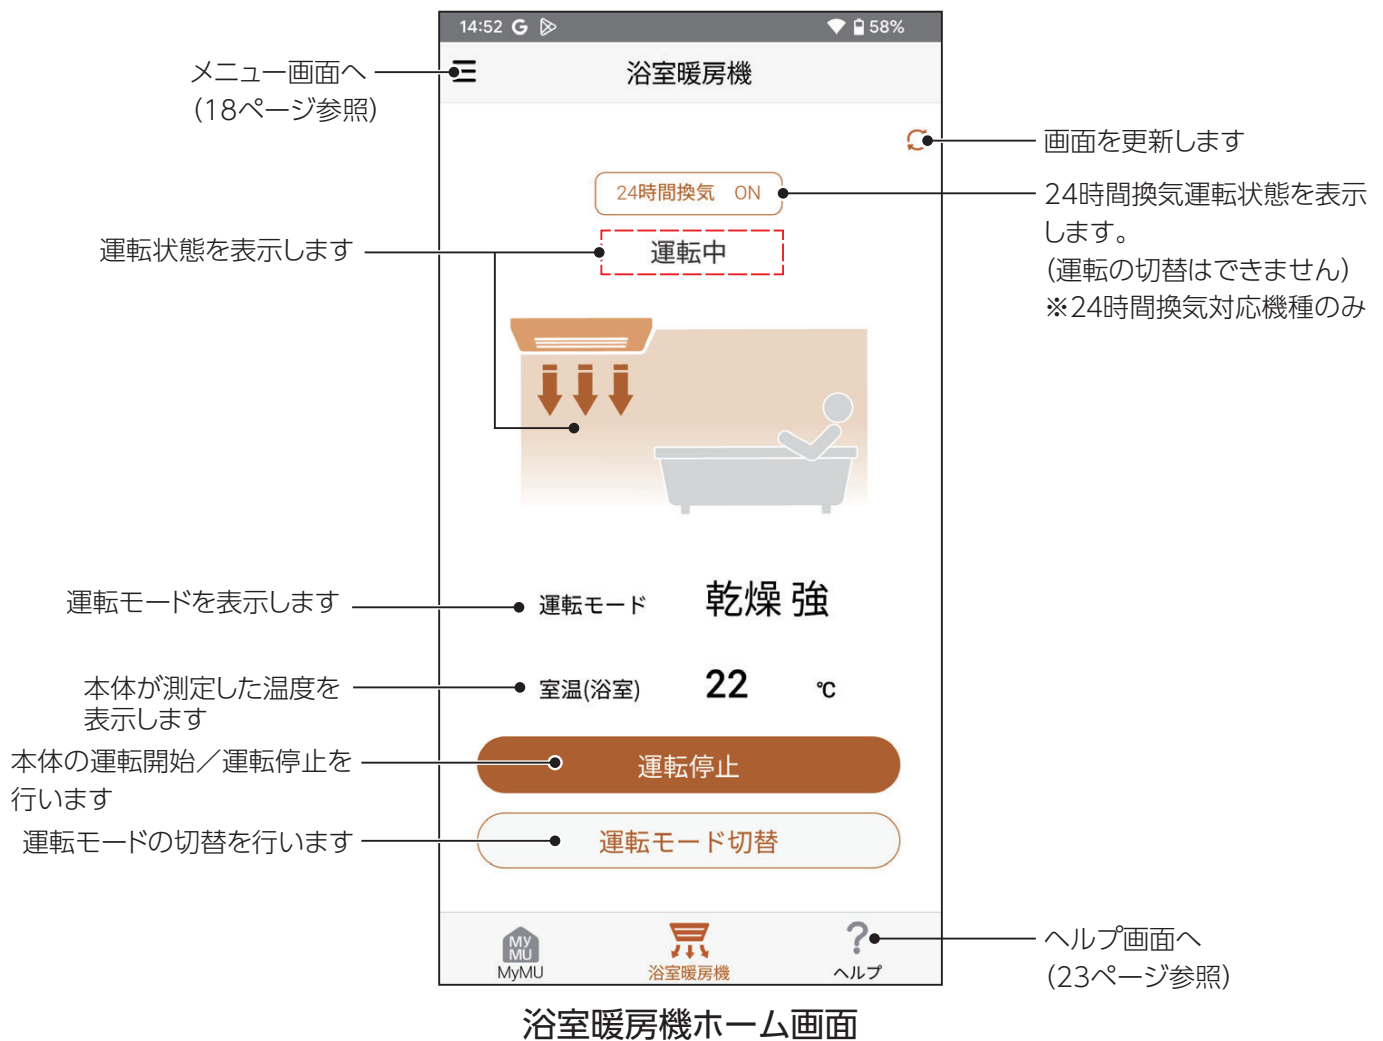 14:52 G 58%
浴室暖房機
メニュー画面へ
(18ページ参照)
画面を更新します
24時間換気 ON
24時間換気運転状態を表示
します。
(運転の切替はできません)
※24時間換気対応機種のみ
運転状態を表示します
運転中
運転モードを表示します
運転モード 乾燥 強
本体が測定した温度を
表示します
室温(浴室) 22 ℃
本体の運転開始／運転停止を
行います
運転停止
運転モードの切替を行います
運転モード切替
My
MU
MyMU
浴室暖房機
?
ヘルプ
ヘルプ画面へ
(23ページ参照)
浴室暖房機ホーム画面